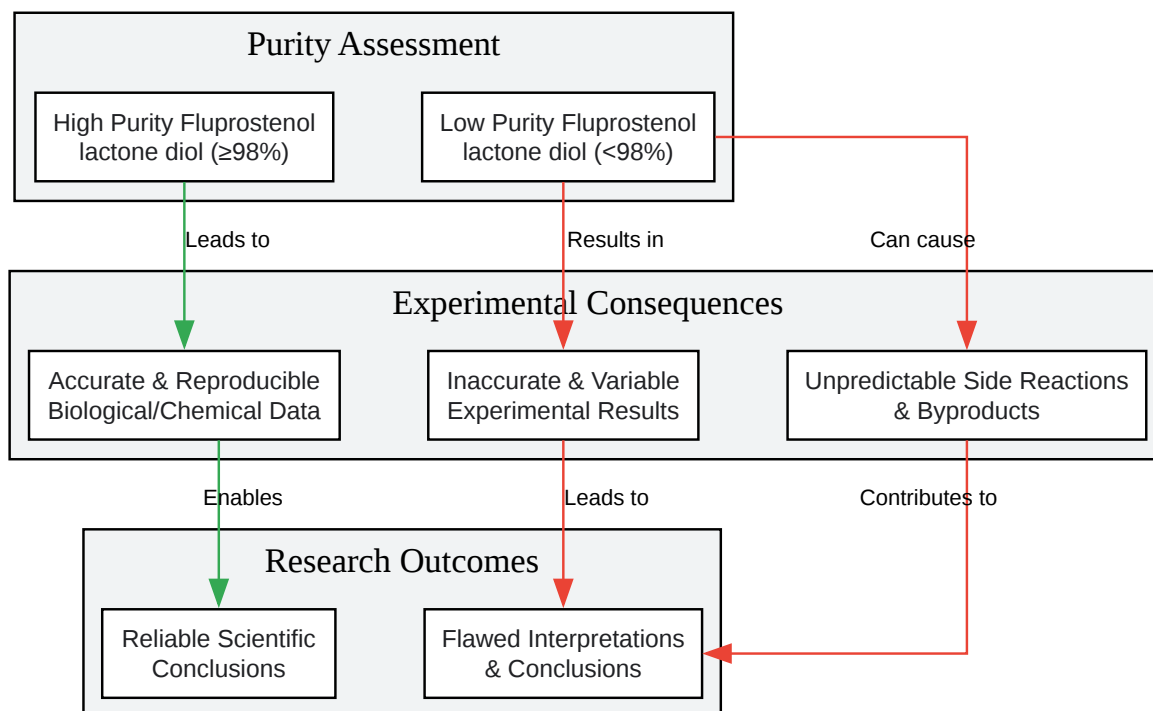 Purity Assessment
High Purity Fluprostenol
lactone diol (≥98%)
Low Purity Fluprostenol
lactone diol (<98%)
Leads to
Results in
Can cause
Experimental Consequences
Accurate & Reproducible
Biological/Chemical Data
Inaccurate & Variable
Experimental Results
Unpredictable Side Reactions
& Byproducts
Enables
Leads to
Contributes to
Research Outcomes
Reliable Scientific
Conclusions
Flawed Interpretations
& Conclusions